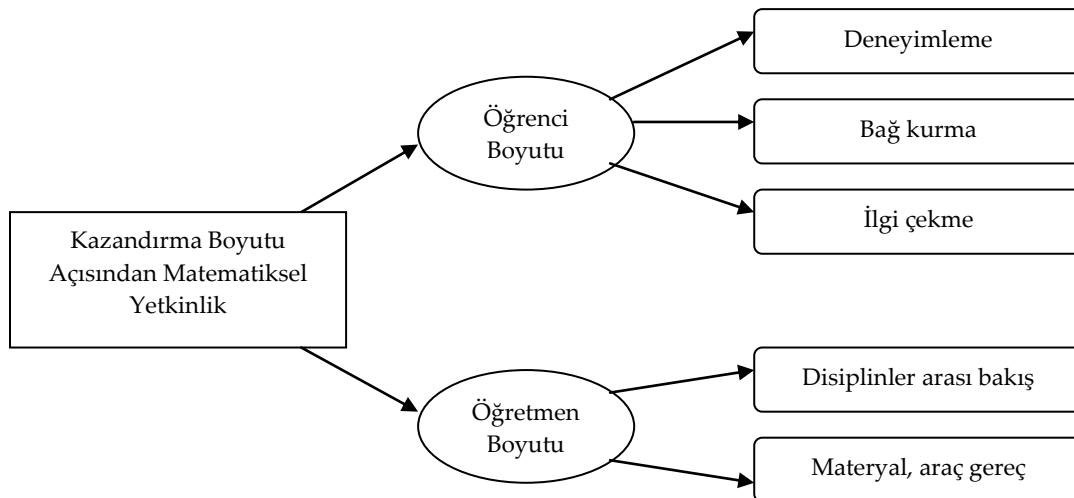 Kazandırma Boyutu
Açısından Matematiksel
Yetkinlik
Öğrenci
Boyutu
Deneyimleme
Bağ kurma
İlgi çekme
Öğretmen
Boyutu
Disiplinler arası bakış
Materyal, araç gereç